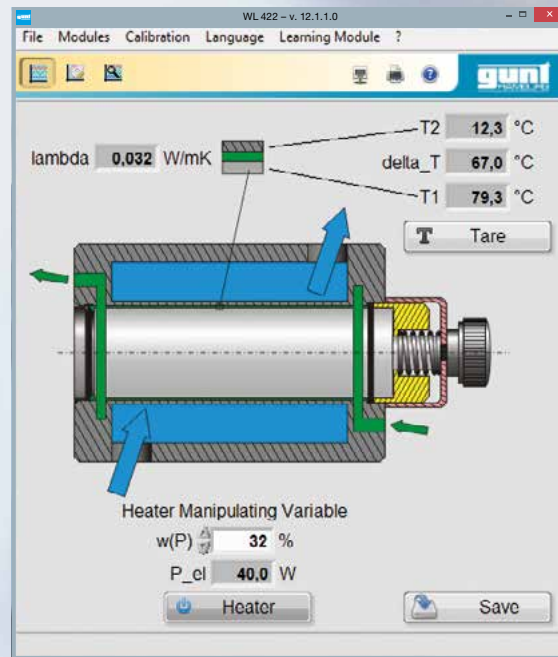 WL 422 – v. 12.1.1.0
File Modules Calibration Language Learning Module ?
gunt
HAMBURG
T2 12,3 °C
lambda 0,032 W/mK
delta_T 67,0 °C
T1 79,3 °C
T Tare
Heater Manipulating Variable
w(P) 32 %
P_el 40,0 W
Heater
Save